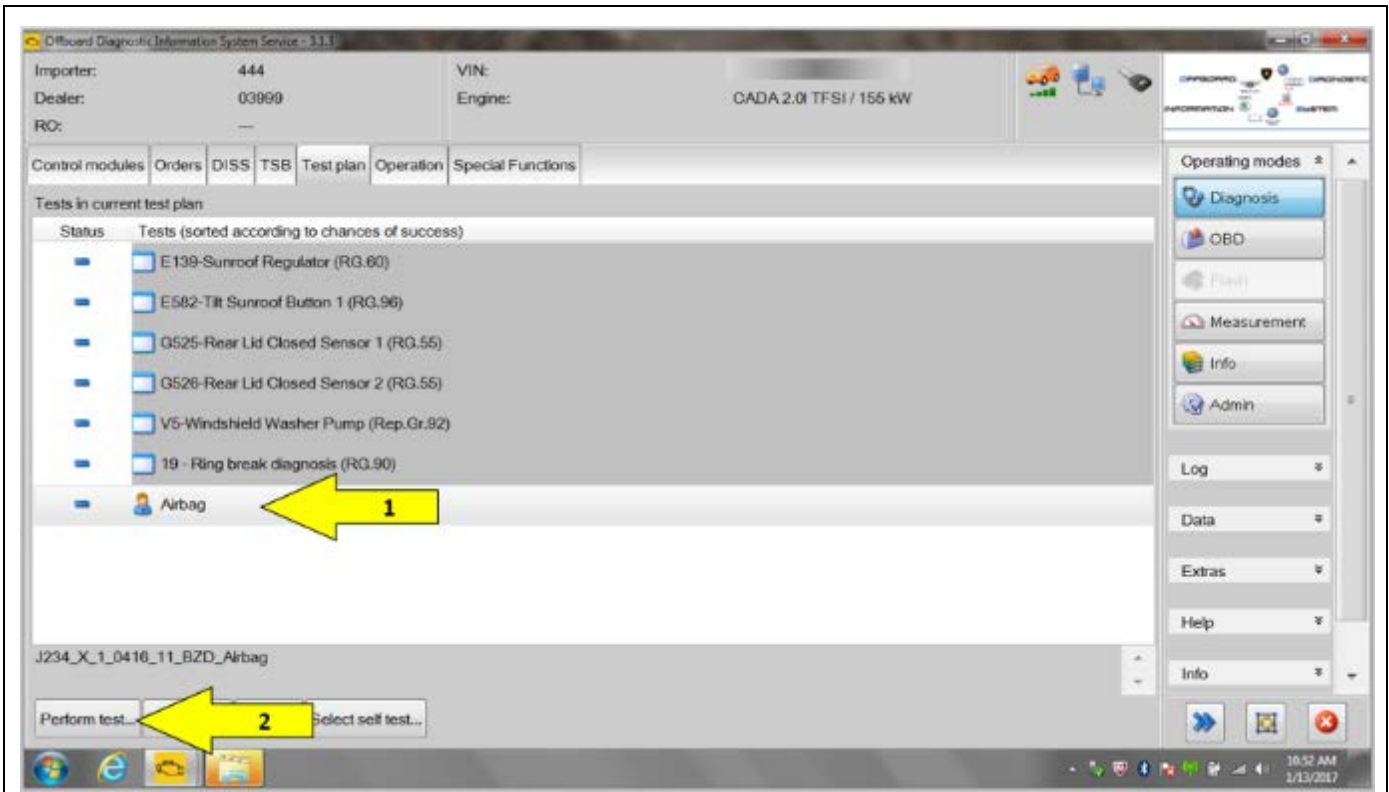 Offboard Diagnostic Information System Service - 3.1.3
Importer: 444 VIN:
Dealer: 03999 Engine: CADA 2.0l TFSI / 155 kW
RO: ---
OFFBOARD DIAGNOSTIC
INFORMATION SYSTEM
Control modules Orders DISS TSB Test plan Operation Special Functions
Tests in current test plan
Status Tests (sorted according to chances of success)
E139-Sunroof Regulator (RG.60)
E582-Tilt Sunroof Button 1 (RG.96)
G525-Rear Lid Closed Sensor 1 (RG.55)
G526-Rear Lid Closed Sensor 2 (RG.55)
V5-Windshield Washer Pump (Rep.Gr.92)
19 - Ring break diagnosis (RG.90)
Airbag
1
J234_X_1_0416_11_BZD_Airbag
Perform test...
2
Select self test...
Operating modes
Diagnosis
OBD
Flash
Measurement
Info
Admin
Log
Data
Extras
Help
Info
10:52 AM
1/13/2017